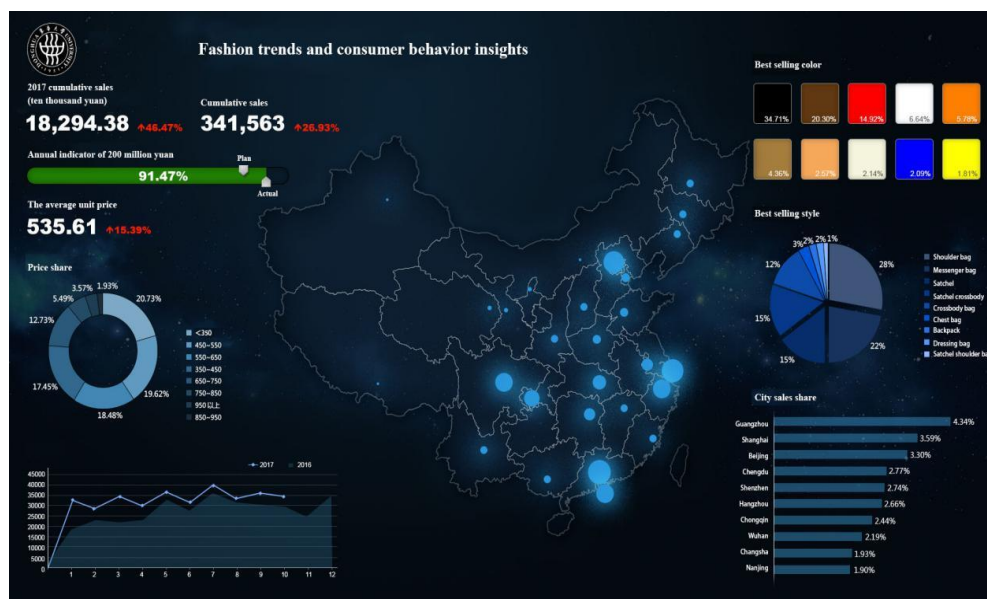 Fashion trends and consumer behavior insights
2017 cumulative sales
(ten thousand yuan)
18,294.38 ↑46.47%
Cumulative sales
341,563 ↑26.93%
Annual indicator of 200 million yuan
Plan
91.47%
Actual
The average unit price
535.61 ↑15.39%
Price share
1.93%
3.57%
5.49%
12.73%
17.45%
18.48%
19.62%
20.73%
<350
450~550
550~650
350~450
650~750
750~850
950以上
850~950
2017 2016
45000
40000
35000
30000
25000
20000
15000
10000
5000
0
1 2 3 4 5 6 7 8 9 10 11 12
Best selling color
34.71% 20.30% 14.92% 6.64% 5.78%
4.36% 2.57% 2.14% 2.09% 1.81%
Best selling style
3% 2% 2% 1%
12%
28%
15%
15%
22%
Shoulder bag
Messenger bag
Satchel
Satchel crossbody
Crossbody bag
Chest bag
Backpack
Dressing bag
Satchel shoulder ba
City sales share
Guangzhou 4.34%
Shanghai 3.59%
Beijing 3.30%
Chengdu 2.77%
Shenzhen 2.74%
Hangzhou 2.66%
Chongqin 2.44%
Wuhan 2.19%
Changsha 1.93%
Nanjing 1.90%